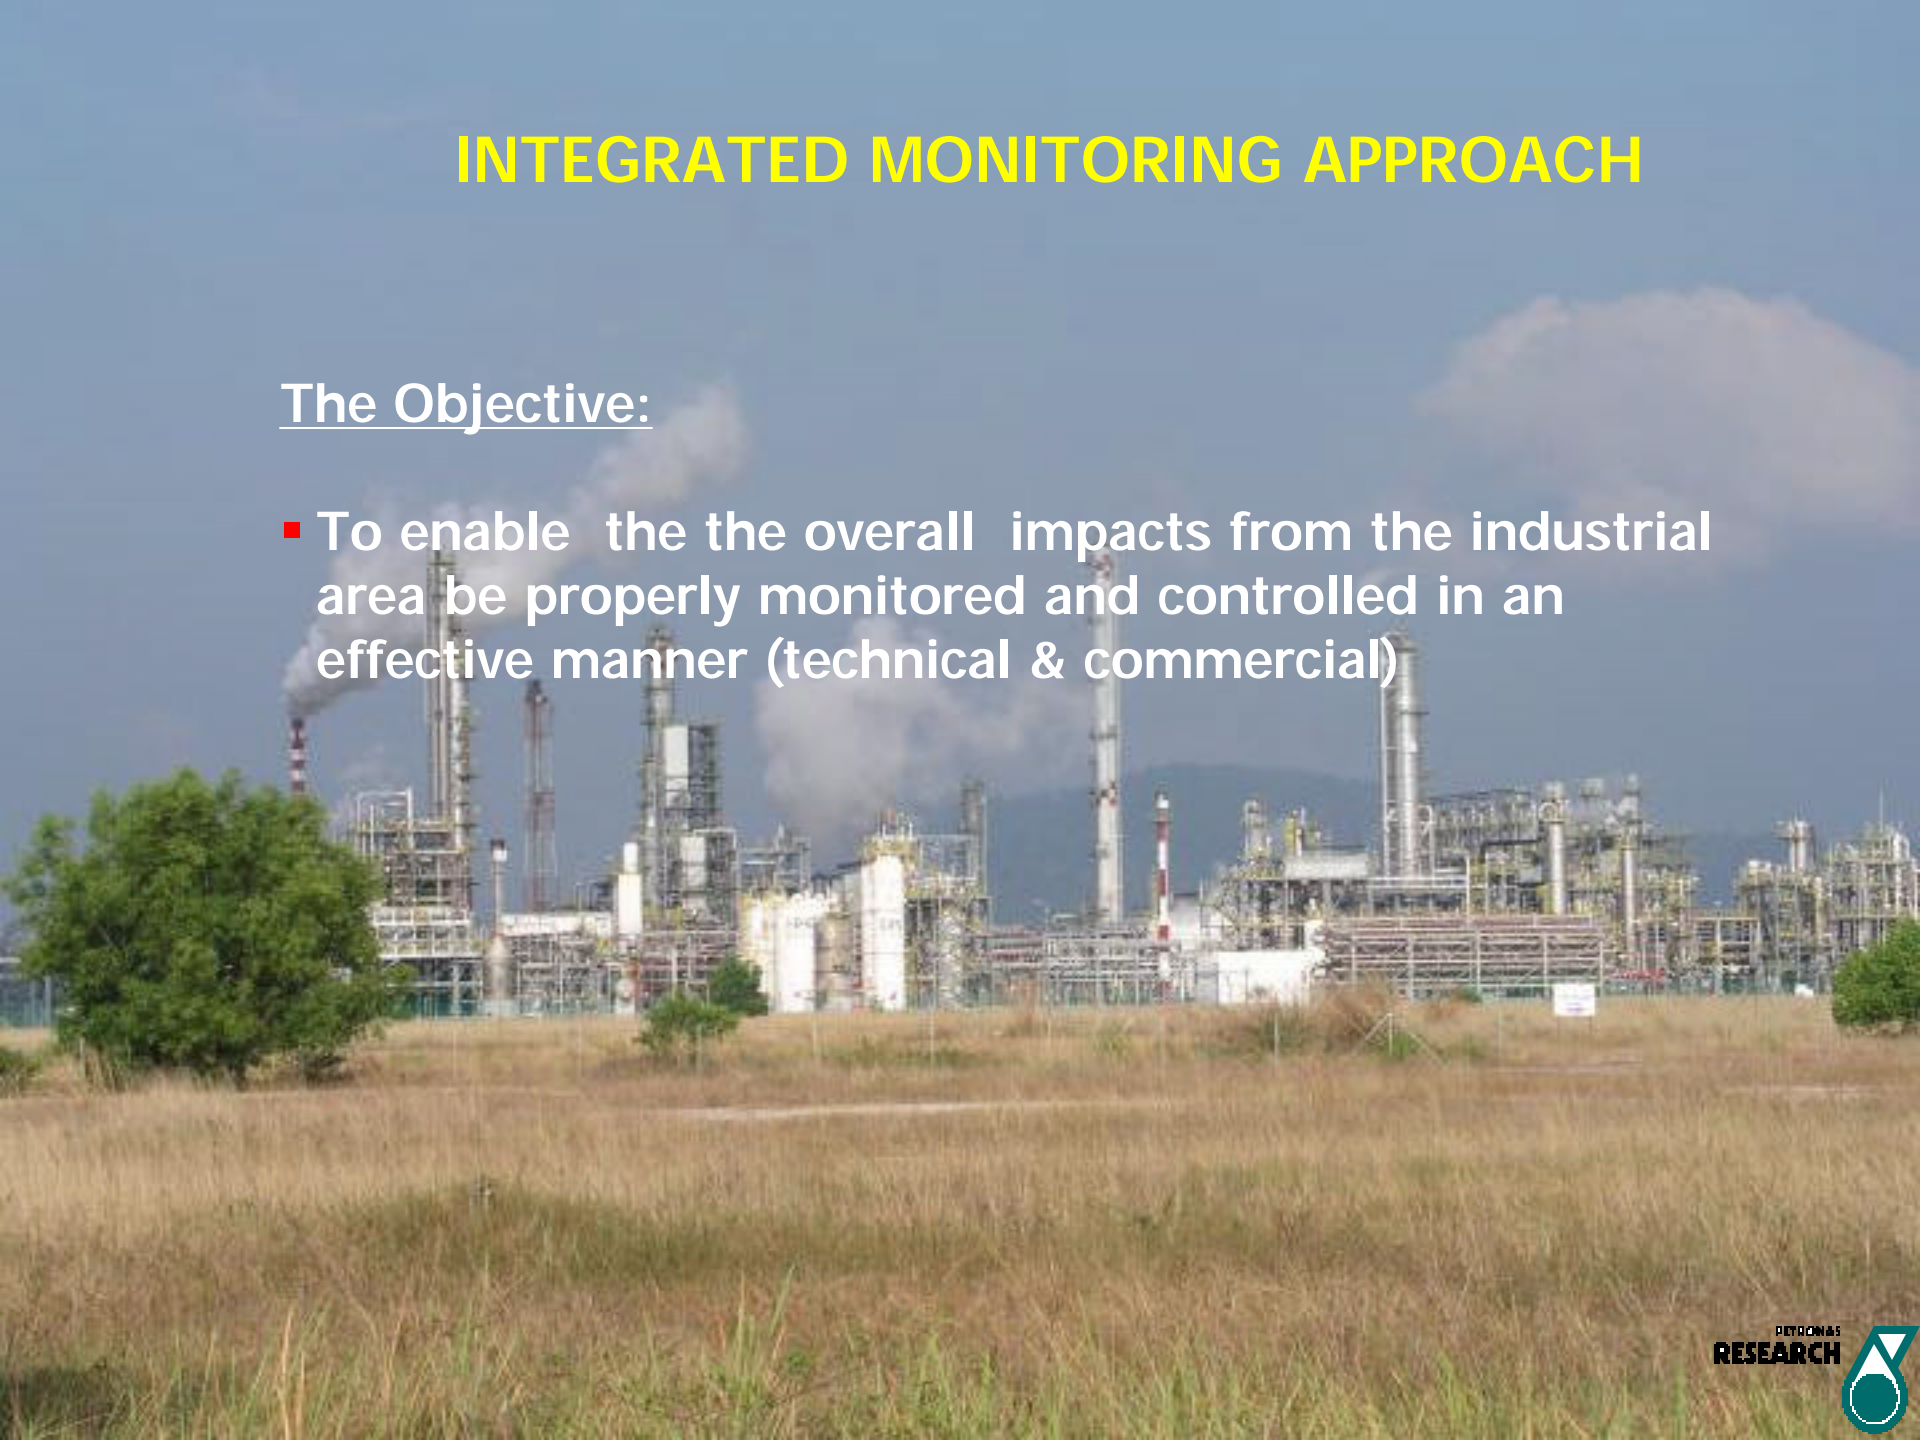 INTEGRATED MONITORING APPROACH
The Objective:
▪ To enable  the the overall  impacts from the industrial
area be properly monitored and controlled in an
effective manner (technical & commercial)
PETRONAS
RESEARCH